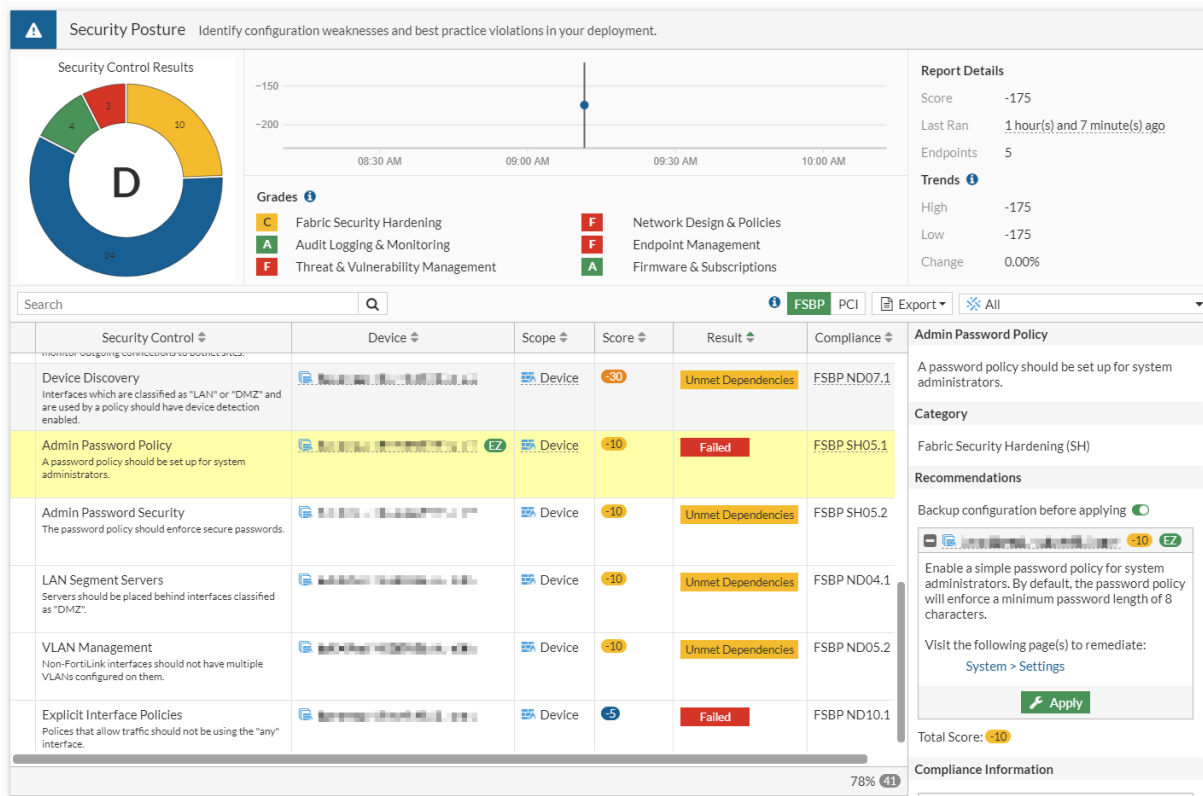 Security Posture Identify configuration weaknesses and best practice violations in your deployment.
Security Control Results
3
4
10
D
24
-150
-200
08:30 AM 09:00 AM 09:30 AM 10:00 AM
Grades
C Fabric Security Hardening
F Network Design & Policies
A Audit Logging & Monitoring
F Endpoint Management
F Threat & Vulnerability Management
A Firmware & Subscriptions
Report Details
Score -175
Last Ran 1 hour(s) and 7 minute(s) ago
Endpoints 5
Trends
High -175
Low -175
Change 0.00%
Search
FSBP PCI Export All
Security Control Device Scope Score Result Compliance
monitor outgoing connections to botnet sites.
Device Discovery
Interfaces which are classified as "LAN" or "DMZ" and
are used by a policy should have device detection
enabled.
Device -30 Unmet Dependencies FSBP ND07.1
Admin Password Policy
A password policy should be set up for system
administrators.
EZ Device -10 Failed FSBP SH05.1
Admin Password Security
The password policy should enforce secure passwords.
Device -10 Unmet Dependencies FSBP SH05.2
LAN Segment Servers
Servers should be placed behind interfaces classified
as "DMZ".
Device -10 Unmet Dependencies FSBP ND04.1
VLAN Management
Non-FortiLink interfaces should not have multiple
VLANs configured on them.
Device -10 Unmet Dependencies FSBP ND05.2
Explicit Interface Policies
Polices that allow traffic should not be using the "any"
interface.
Device -5 Failed FSBP ND10.1
78% 41
Admin Password Policy
A password policy should be set up for system
administrators.
Category
Fabric Security Hardening (SH)
Recommendations
Backup configuration before applying
-10 EZ
Enable a simple password policy for system
administrators. By default, the password policy
will enforce a minimum password length of 8
characters.
Visit the following page(s) to remediate:
System > Settings
Apply
Total Score: -10
Compliance Information